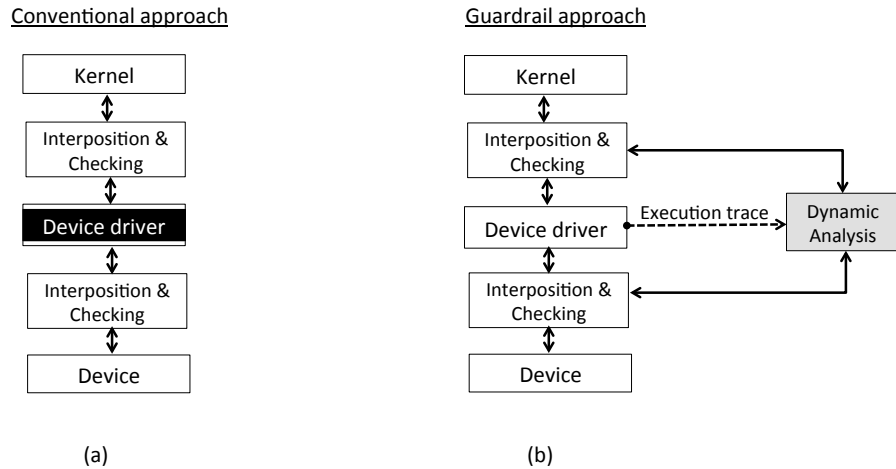 Conventional approach
Kernel
Interposition &
Checking
Device driver
Interposition &
Checking
Device
(a)
Guardrail approach
Kernel
Interposition &
Checking
Device driver
Execution trace
Dynamic
Analysis
Interposition &
Checking
Device
(b)